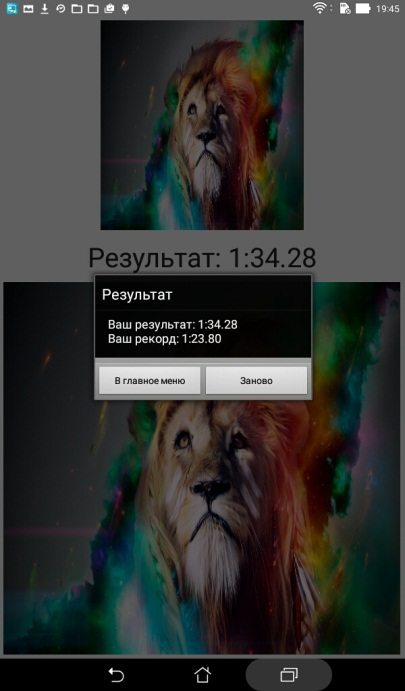 19:45
Результат: 1:34.28
Результат
Ваш результат: 1:34.28
Ваш рекорд: 1:23.80
В главное меню
Заново